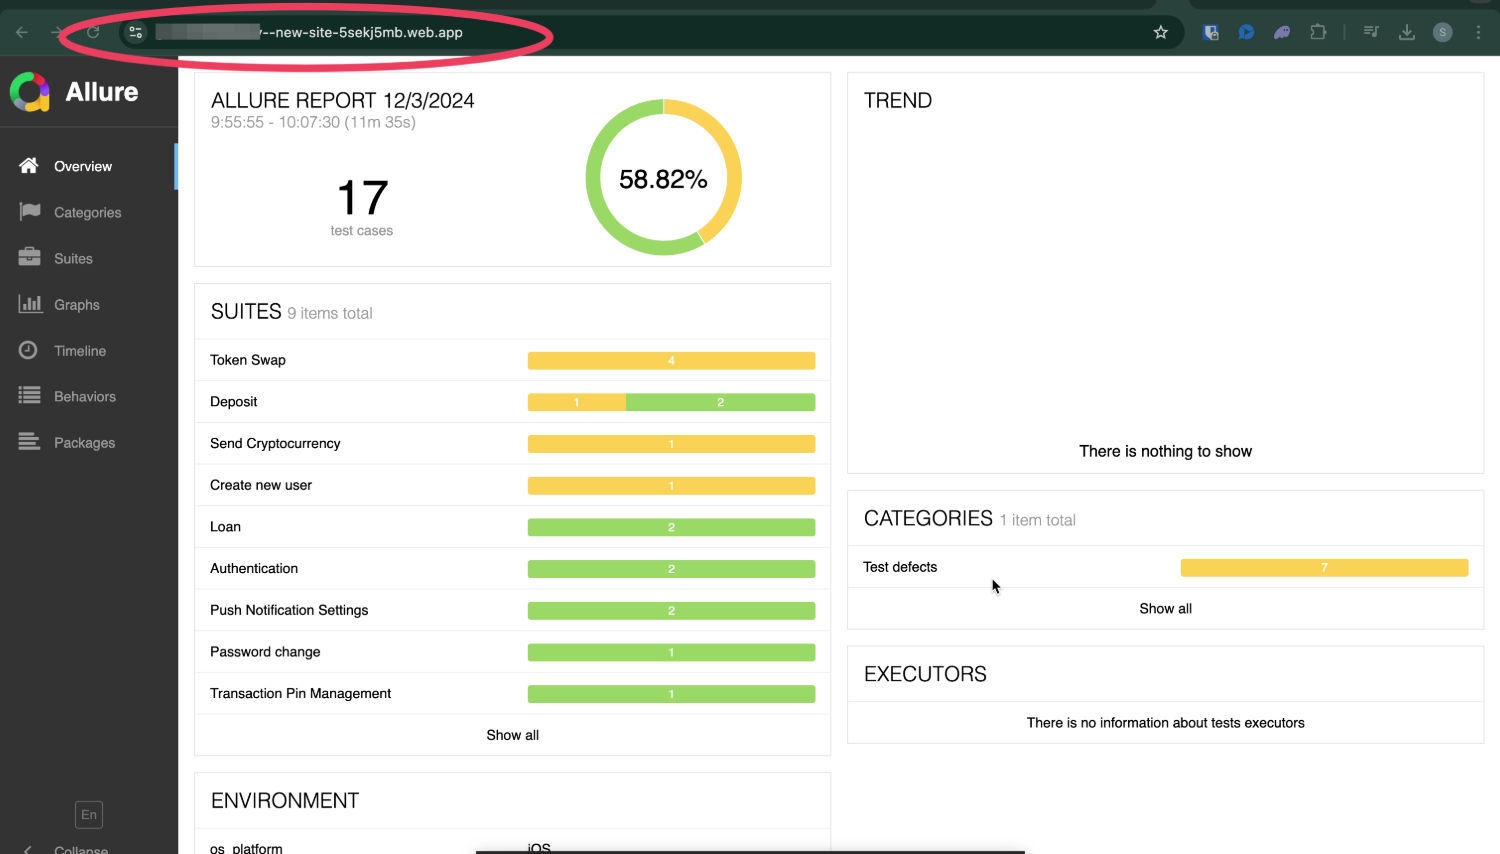 --new-site-5sekj5mb.web.app
S
Allure
Overview
Categories
Suites
Graphs
Timeline
Behaviors
Packages
En
Collapse
ALLURE REPORT 12/3/2024
9:55:55 - 10:07:30 (11m 35s)
17
test cases
58.82%
SUITES 9 items total
Token Swap 4
Deposit 1 2
Send Cryptocurrency 1
Create new user 1
Loan 2
Authentication 2
Push Notification Settings 2
Password change 1
Transaction Pin Management 1
Show all
ENVIRONMENT
os_platform iOS
TREND
There is nothing to show
CATEGORIES 1 item total
Test defects 7
Show all
EXECUTORS
There is no information about tests executors